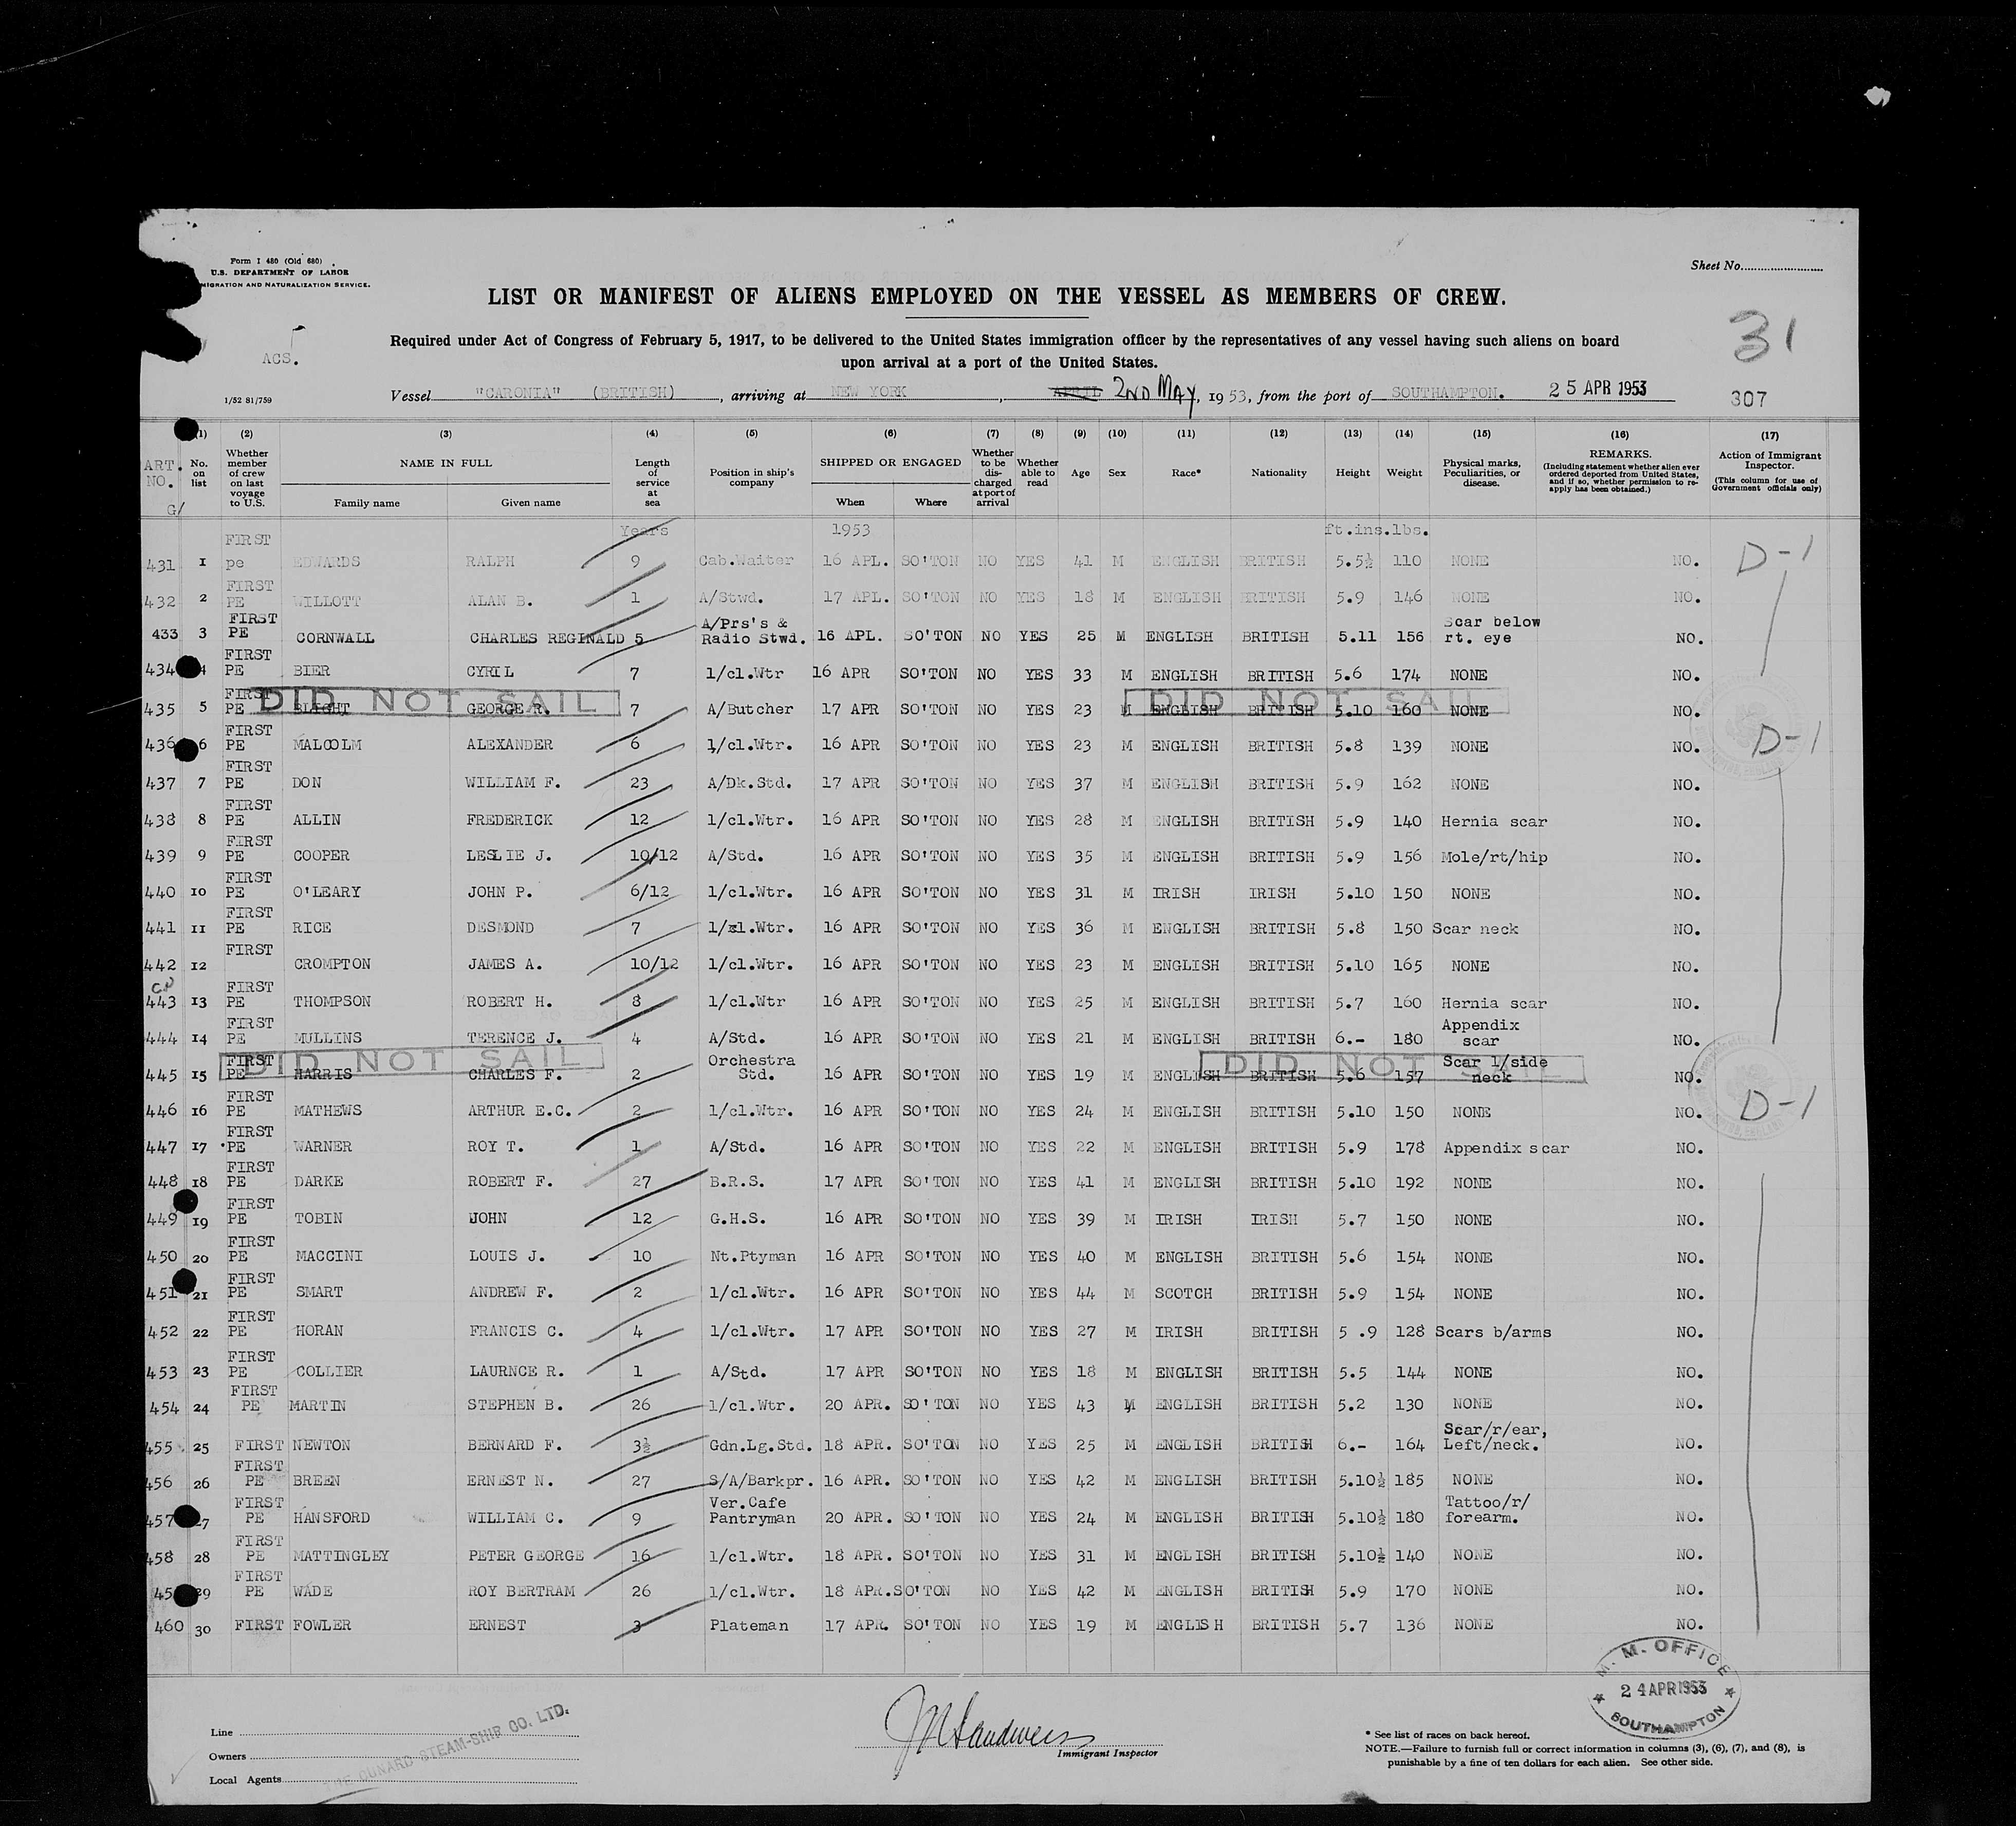 Form I 480 (Old 680)
U.S. DEPARTMENT OF LABOR
MIGRATION AND NATURALIZATION SERVICE.
Sheet No.
LIST OR MANIFEST OF ALIENS EMPLOYED ON THE VESSEL AS MEMBERS OF CREW.
31
Required under Act of Congress of February 5, 1917, to be delivered to the United States immigration officer by the representatives of any vessel having such aliens on board
upon arrival at a port of the United States.
ACS.
1/52 81/759
Vessel "CARONIA" (BRITISH), arriving at NEW YORK, APRIL 2ND MAY, 1953, from the port of SOUTHAMPTON. 25 APR 1953
307
ART. NO. G/ (1) No. on list (2) Whether member of crew on last voyage to U.S. (3) NAME IN FULL Family name Given name (4) Length of service at sea (5) Position in ship's company (6) SHIPPED OR ENGAGED When Where (7) Whether to be discharged at port of arrival (8) Whether able to read (9) Age (10) Sex (11) Race* (12) Nationality (13) Height (14) Weight (15) Physical marks, Peculiarities, or disease. (16) REMARKS. (Including statement whether alien ever ordered deported from United States, and if so, whether permission to reapply has been obtained.) (17) Action of Immigrant Inspector. (This column for use of Government officials only)
Years 1953 ft.ins.lbs.
431 1 FIRST pe EDWARDS RALPH 9 Cab.Waiter 16 APL. SO'TON NO YES 41 M ENGLISH BRITISH 5.5½ 110 NONE NO. D-1
432 2 FIRST PE WILLOTT ALAN B. 1 A/Stwd. 17 APL. SO'TON NO YES 18 M ENGLISH BRITISH 5.9 146 NONE NO.
433 3 FIRST PE CORNWALL CHARLES REGINALD 5 A/Prs's & Radio Stwd. 16 APL. SO'TON NO YES 25 M ENGLISH BRITISH 5.11 156 Scar below rt. eye NO.
434 4 FIRST PE BIER CYRIL 7 1/cl.Wtr 16 APR SO'TON NO YES 33 M ENGLISH BRITISH 5.6 174 NONE NO.
DID NOT SAIL DID NOT SAIL
435 5 FIRST PE BLIGHT GEORGE R. 7 A/Butcher 17 APR SO'TON NO YES 23 M ENGLISH BRITISH 5.10 160 NONE NO.
436 6 FIRST PE MALCOLM ALEXANDER 6 1/cl.Wtr. 16 APR SO'TON NO YES 23 M ENGLISH BRITISH 5.8 139 NONE NO. D-1
437 7 FIRST PE DON WILLIAM F. 23 A/Dk.Std. 17 APR SO'TON NO YES 37 M ENGLISH BRITISH 5.9 162 NONE NO.
438 8 FIRST PE ALLIN FREDERICK 12 1/cl.Wtr. 16 APR SO'TON NO YES 28 M ENGLISH BRITISH 5.9 140 Hernia scar NO.
439 9 FIRST PE COOPER LESLIE J. 10/12 A/Std. 16 APR SO'TON NO YES 35 M ENGLISH BRITISH 5.9 156 Mole/rt/hip NO.
440 10 FIRST PE O'LEARY JOHN P. 6/12 1/cl.Wtr. 16 APR SO'TON NO YES 31 M IRISH IRISH 5.10 150 NONE NO.
441 11 FIRST PE RICE DESMOND 7 1/xl.Wtr. 16 APR SO'TON NO YES 36 M ENGLISH BRITISH 5.8 150 Scar neck NO.
442 12 FIRST CROMPTON JAMES A. 10/12 1/cl.Wtr. 16 APR SO'TON NO YES 23 M ENGLISH BRITISH 5.10 165 NONE NO.
443 13 FIRST PE THOMPSON ROBERT H. 8 1/cl.Wtr 16 APR SO'TON NO YES 25 M ENGLISH BRITISH 5.7 160 Hernia scar NO.
444 14 FIRST PE MULLINS TERENCE J. 4 A/Std. 16 APR SO'TON NO YES 21 M ENGLISH BRITISH 6.- 180 Appendix scar NO.
DID NOT SAIL DID NOT SAIL
445 15 FIRST PE HARRIS CHARLES F. 2 Orchestra Std. 16 APR SO'TON NO YES 19 M ENGLISH BRITISH 5.6 157 Scar l/side neck NO.
446 16 FIRST PE MATHEWS ARTHUR E.C. 2 1/cl.Wtr. 16 APR SO'TON NO YES 24 M ENGLISH BRITISH 5.10 150 NONE NO. D-1
447 17 FIRST PE WARNER ROY T. 1 A/Std. 16 APR SO'TON NO YES 22 M ENGLISH BRITISH 5.9 178 Appendix scar NO.
448 18 FIRST PE DARKE ROBERT F. 27 B.R.S. 17 APR SO'TON NO YES 41 M ENGLISH BRITISH 5.10 192 NONE NO.
449 19 FIRST PE TOBIN JOHN 12 G.H.S. 16 APR SO'TON NO YES 39 M IRISH IRISH 5.7 150 NONE NO.
450 20 FIRST PE MACCINI LOUIS J. 10 Nt.Ptyman 16 APR SO'TON NO YES 40 M ENGLISH BRITISH 5.6 154 NONE NO.
451 21 FIRST PE SMART ANDREW F. 2 1/cl.Wtr. 16 APR SO'TON NO YES 44 M SCOTCH BRITISH 5.9 154 NONE NO.
452 22 FIRST PE HORAN FRANCIS C. 4 1/cl.Wtr. 17 APR SO'TON NO YES 27 M IRISH BRITISH 5 .9 128 Scars b/arms NO.
453 23 FIRST PE COLLIER LAURNCE R. 1 A/Std. 17 APR SO'TON NO YES 18 M ENGLISH BRITISH 5.5 144 NONE NO.
454 24 FIRST PE MARTIN STEPHEN B. 26 1/cl.Wtr. 20 APR. SO'TON NO YES 43 M ENGLISH BRITISH 5.2 130 NONE NO.
455 25 FIRST NEWTON BERNARD F. 3½ Gdn.Lg.Std. 18 APR. SO'TON NO YES 25 M ENGLISH BRITISH 6.- 164 Scar/r/ear, Left/neck. NO.
456 26 FIRST PE BREEN ERNEST N. 27 S/A/Barkpr. 16 APR. SO'TON NO YES 42 M ENGLISH BRITISH 5.10½ 185 NONE NO.
457 27 FIRST PE HANSFORD WILLIAM C. 9 Ver.Cafe Pantryman 20 APR. SO'TON NO YES 24 M ENGLISH BRITISH 5.10½ 180 Tattoo/r/ forearm. NO.
458 28 FIRST PE MATTINGLEY PETER GEORGE 16 1/cl.Wtr. 18 APR. SO'TON NO YES 31 M ENGLISH BRITISH 5.10½ 140 NONE NO.
45 29 FIRST PE WADE ROY BERTRAM 26 1/cl.Wtr. 18 APR. SO'TON NO YES 42 M ENGLISH BRITISH 5.9 170 NONE NO.
460 30 FIRST FOWLER ERNEST 3 Plateman 17 APR. SO'TON NO YES 19 M ENGLISH BRITISH 5.7 136 NONE NO.
M. M. OFFICE
24 APR 1953
SOUTHAMPTON
Line
Owners
Local Agents
THE CUNARD STEAM-SHIP CO. LTD.
Immigrant Inspector
* See list of races on back hereof.
NOTE.—Failure to furnish full or correct information in columns (3), (6), (7), and (8), is
punishable by a fine of ten dollars for each alien. See other side.